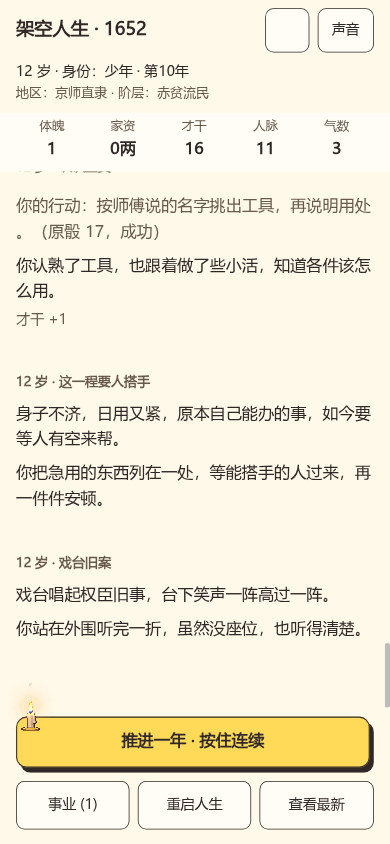 架空人生 · 1652
声音
12 岁 · 身份：少年 · 第10年
地区：京师直隶 · 阶层：赤贫流民
体魄 家资 才干 人脉 气数
1 0两 16 11 3
你的行动：按师傅说的名字挑出工具，再说明用处
。（原骰 17，成功）
你认熟了工具，也跟着做了些小活，知道各件该怎
么用。
才干 +1
12 岁 · 这一程要人搭手
身子不济，日用又紧，原本自己能办的事，如今要
等人有空来帮。
你把急用的东西列在一处，等能搭手的人过来，再
一件件安顿。
12 岁 · 戏台旧案
戏台唱起权臣旧事，台下笑声一阵高过一阵。
你站在外围听完一折，虽然没座位，也听得清楚。
推进一年 · 按住连续
事业 (1) 重启人生 查看最新